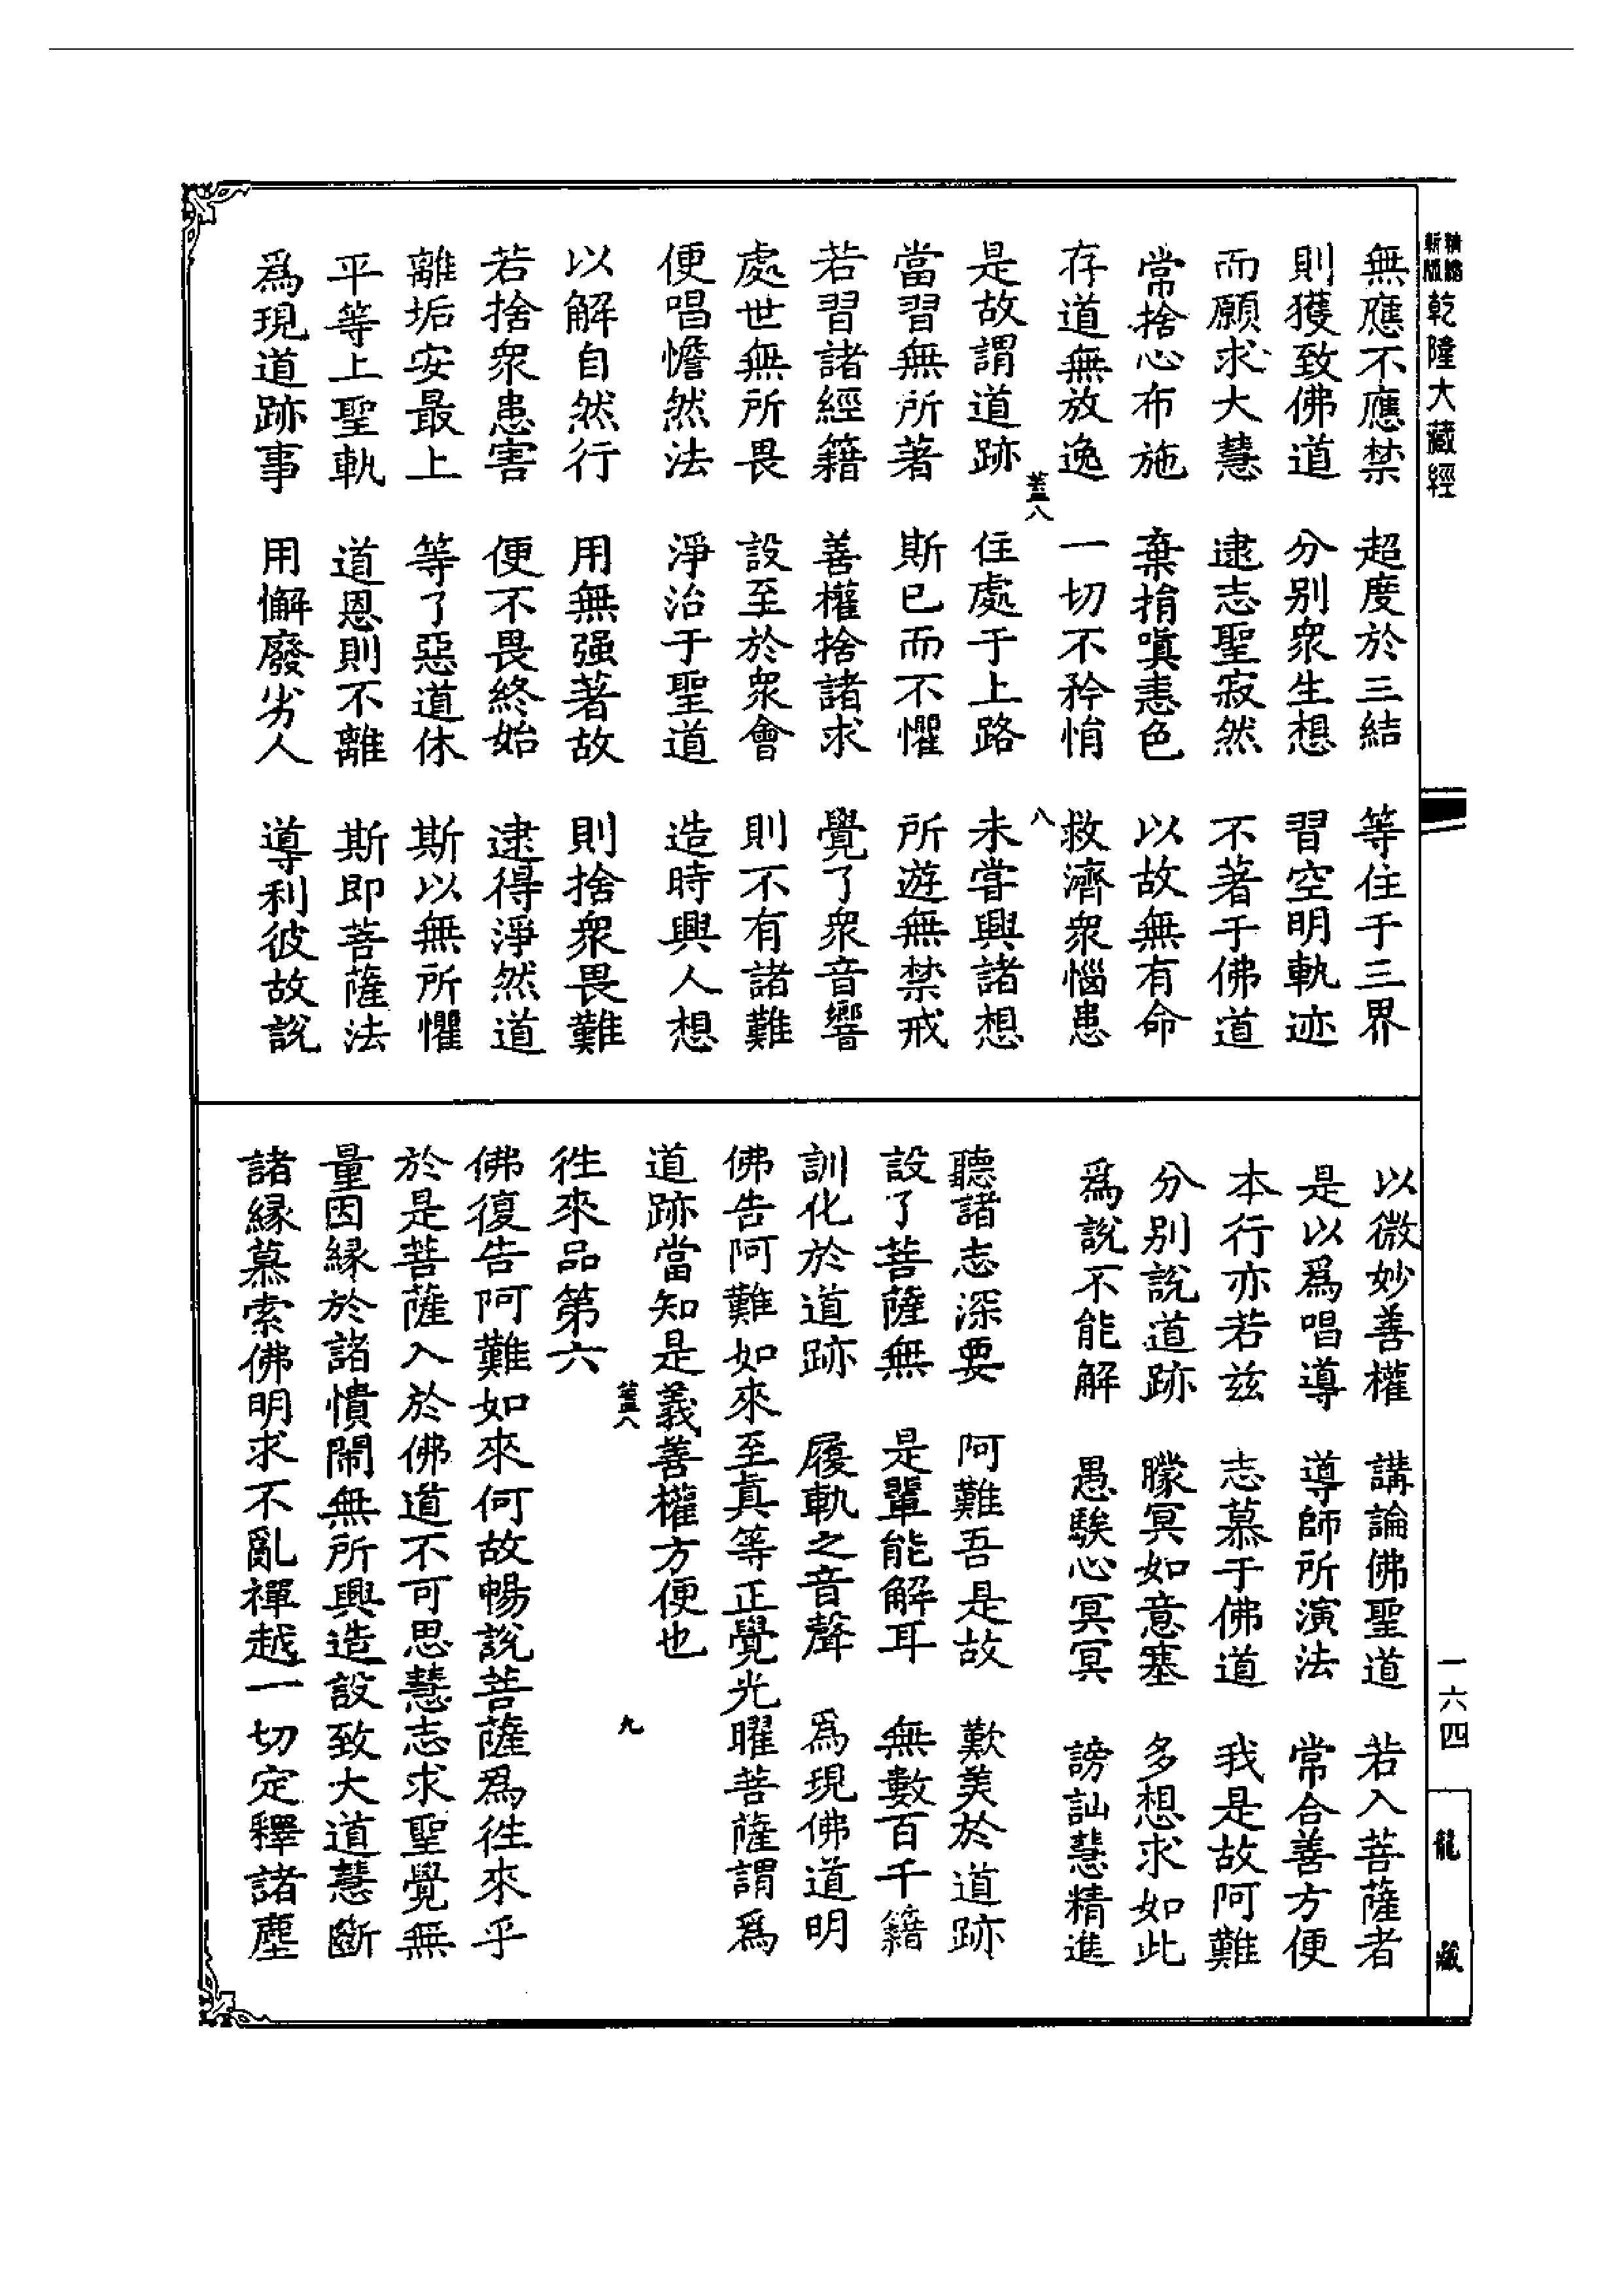 乾隆大藏經
無應不應禁　超度於三結　等住于三界
則獲致佛道　分別衆生想　習空明軌迹
而願求大慧　逮志聖寂然　不著于佛道
常捨心布施　棄捐嗔恚色　以故無有命
存道無放逸　一切不矜悄　救濟衆惱患
蓋八　八
是故謂道跡　住處于上路　未嘗興諸想
當習無所著　斯已而不懼　所遊無禁戒
若習諸經籍　善權捨諸求　覺了衆音響
處世無所畏　設至於衆會　則不有諸難
便唱憺然法　淨治于聖道　造時興人想
以解自然行　用無强著故　則捨衆畏難
若捨衆患害　便不畏終始　逮得淨然道
離垢安最上　等了惡道休　斯以無所懼
平等上聖軌　道恩則不離　斯即菩薩法
爲現道跡事　用懈廢劣人　導利彼故說
以微妙善權　講論佛聖道　若入菩薩者
是以爲唱導　導師所演法　常合善方便
本行亦若兹　志慕于佛道　我是故阿難
分別說道跡　朦冥如意塞　多想求如此
爲說不能解　愚騃心冥冥　謗訕慧精進
聽諸志深要　阿難吾是故　歎美於道跡
設了菩薩無　是輩能解耳　無數百千籍
訓化於道跡　履軌之音聲　爲現佛道明
佛告阿難如來至真等正覺光曜菩薩謂爲
道跡當知是義善權方便也
蓋八　九
往來品第六
佛復告阿難如來何故暢說菩薩爲往來乎
於是菩薩入於佛道不可思慧志求聖覺無
量因緣於諸憒閙無所興造設致大道慧斷
諸緣慕索佛明求不亂禪越一切定釋諸塵
一六四
龍藏